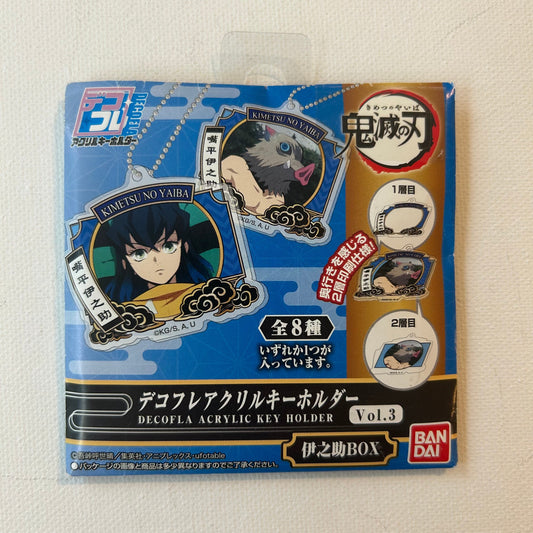 デコ
フレ
DECOFLA
アクリルキーホルダー
KIMETSU NO YAIBA
嘴平伊之助
©KG/S, A, U
KIMETSU NO YAIBA
嘴平伊之助
©KG/S, A, U
きめつのやいば
鬼滅の刃
1層目
奥行きを感じる
2層印刷仕様!
2層目
全8種
いずれか1つが
入っています。
デコフレアクリルキーホルダー
DECOFLA ACRYLIC KEY HOLDER
Vol.3
伊之助BOX
BAN
DAI
©吾峠呼世晴/集英社・アニプレックス・ufotable
●パッケージの画像と商品は多少異なりますのでご了承ください。